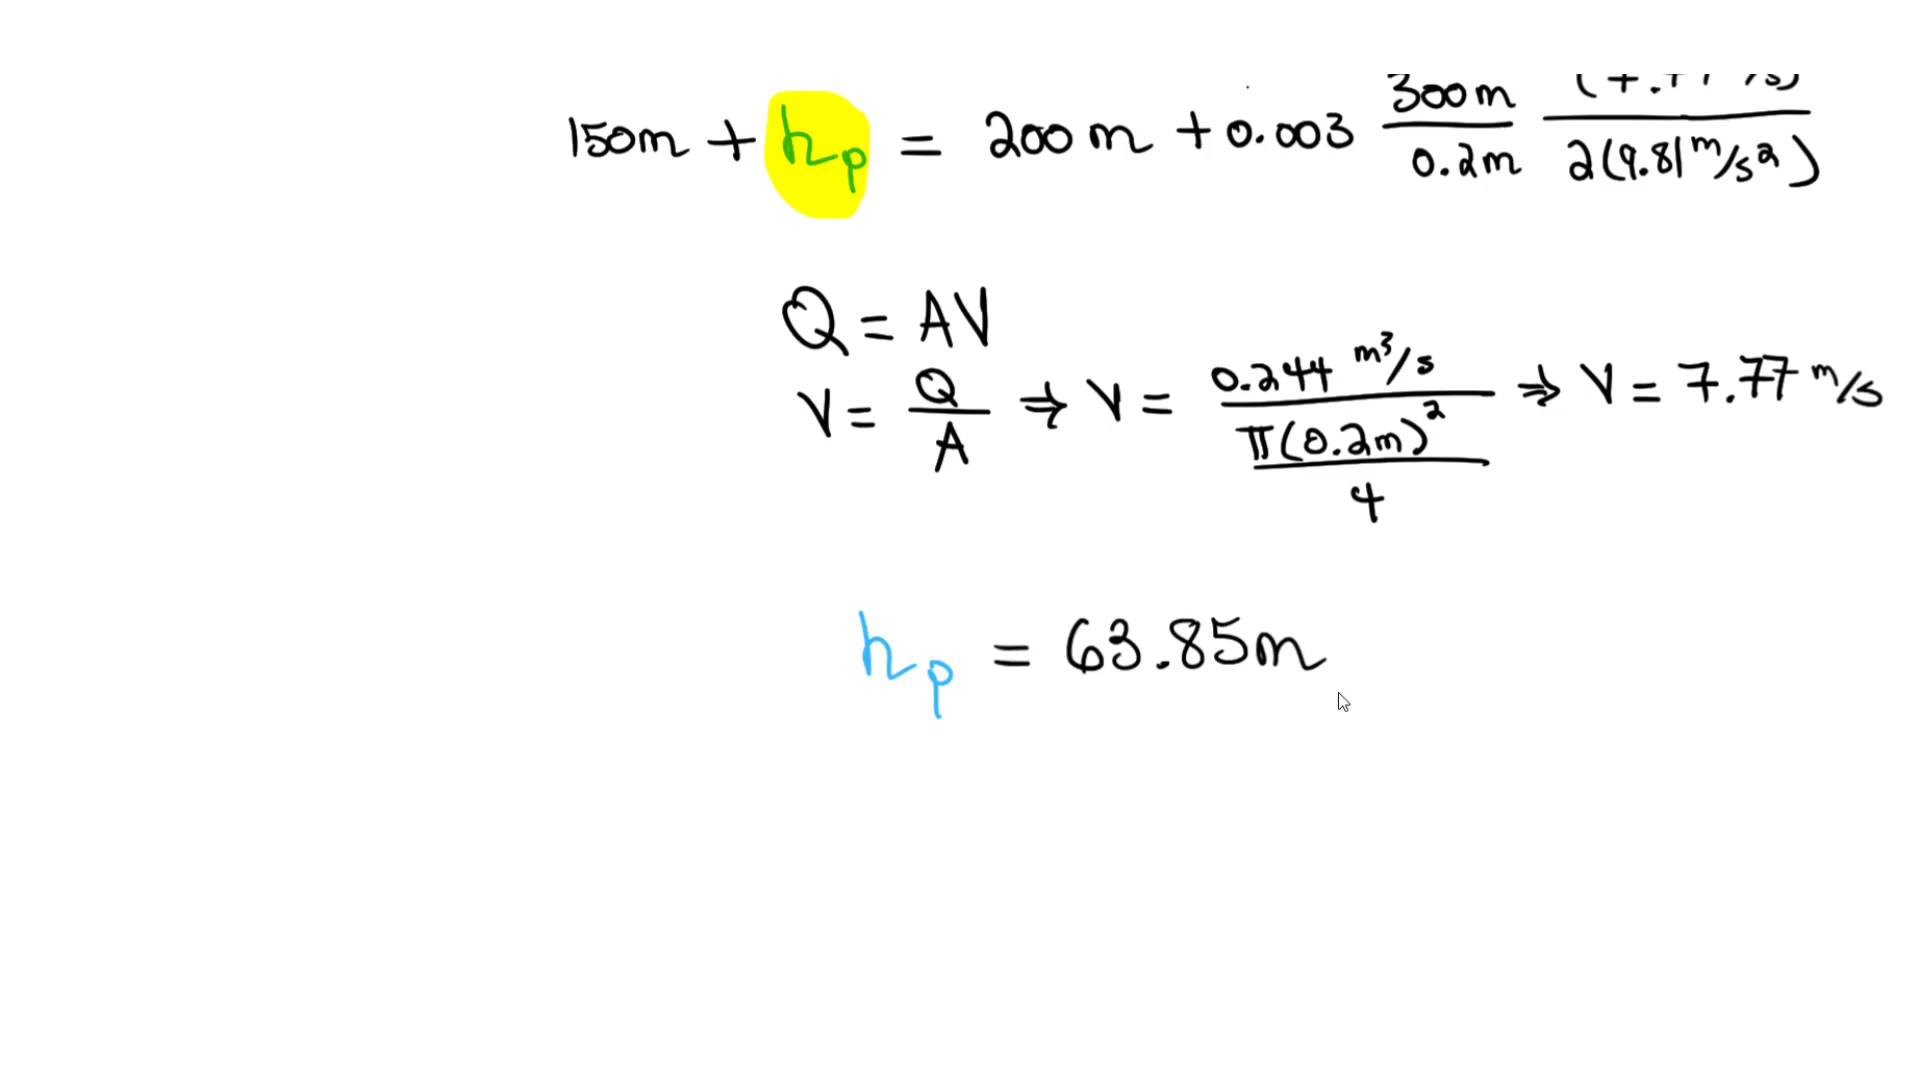 150m + hp = 200m + 0.003 300m/0.2m /2(9.81 m/s²)
Q = AV
V = Q/A ⇒ V = 0.244 m³/s / π(0.2m)²/4 ⇒ V = 7.77 m/s
hp = 63.85m